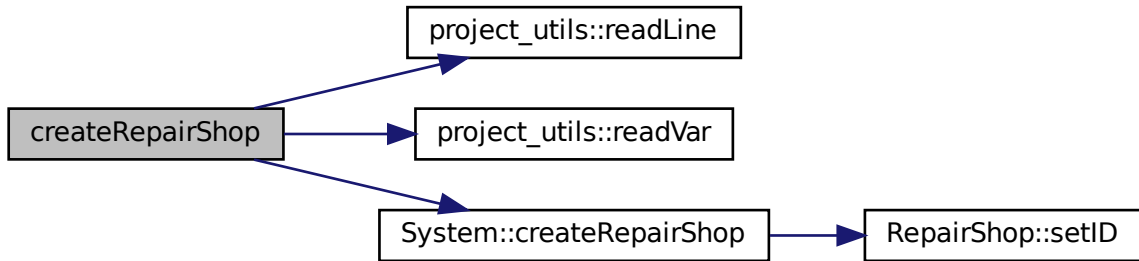 project_utils::readLine
createRepairShop
project_utils::readVar
System::createRepairShop
RepairShop::setID